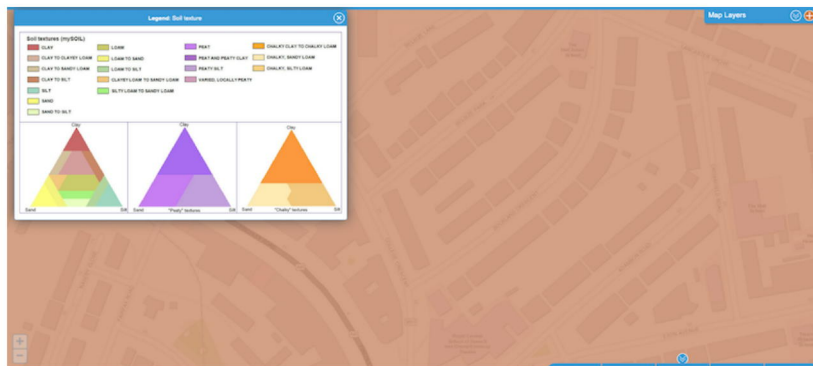 Legend: Soil texture
Map Layers
Soil textures (mySOIL)
CLAY
CLAY TO CLAYEY LOAM
CLAY TO SANDY LOAM
CLAY TO SILT
SILT
SAND
SAND TO SILT
LOAM
LOAM TO SAND
LOAM TO SILT
CLAYEY LOAM TO SANDY LOAM
SILTY LOAM TO SANDY LOAM
PEAT
PEAT AND PEATY CLAY
PEATY SILT
VARIED, LOCALLY PEATY
CHALKY CLAY TO CHALKY LOAM
CHALKY, SANDY LOAM
CHALKY, SILTY LOAM
Clay
Clay
Clay
Sand
Silt
Sand
"Peaty" textures
Silt
Sand
"Chalky" textures
Silt
+
−